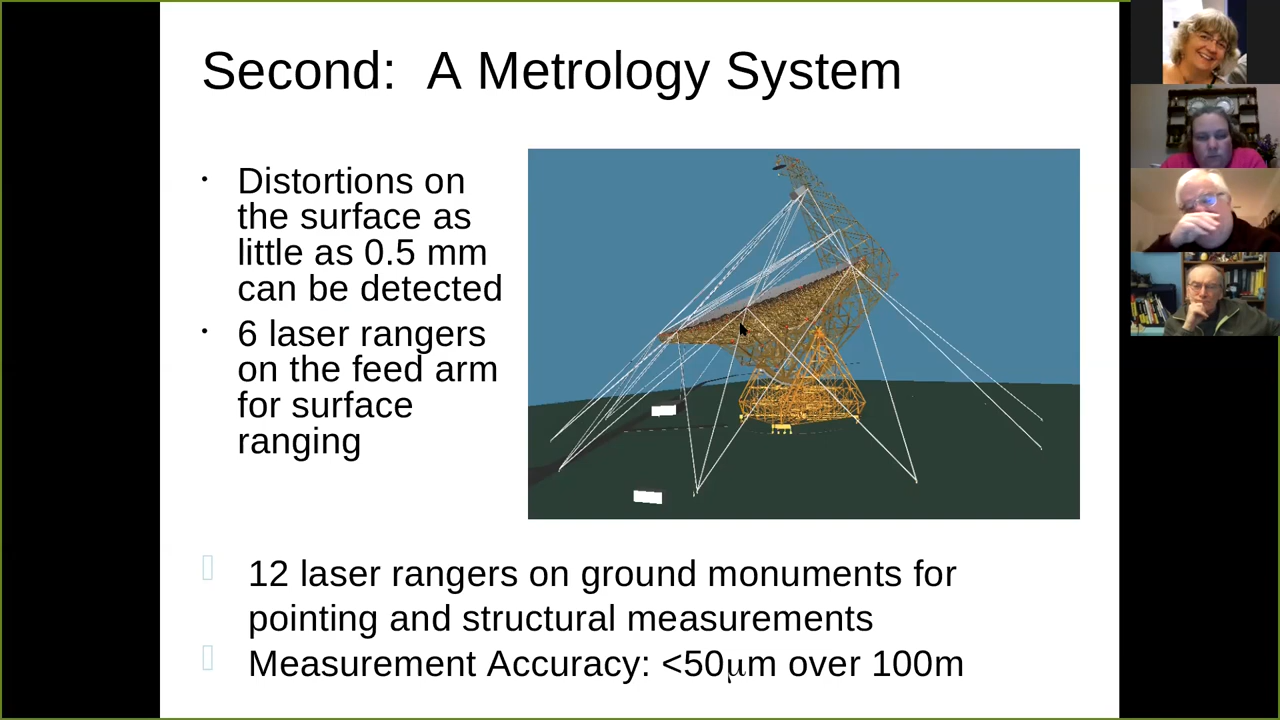 Second: A Metrology System
• Distortions on
the surface as
little as 0.5 mm
can be detected
• 6 laser rangers
on the feed arm
for surface
ranging
12 laser rangers on ground monuments for
pointing and structural measurements
Measurement Accuracy: <50μm over 100m